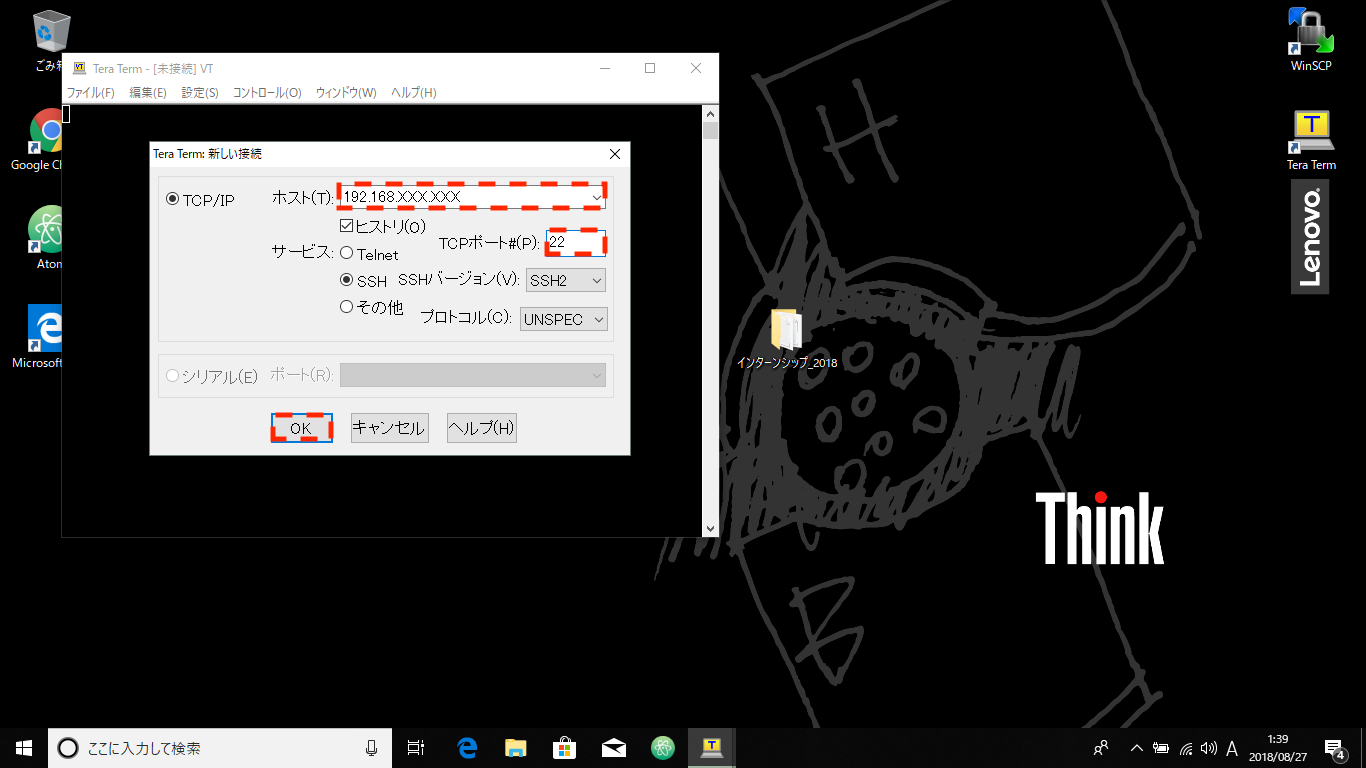 ごみ箱
Google Ch
Atom
Microsoft
Tera Term - [未接続] VT
ファイル(F) 編集(E) 設定(S) コントロール(O) ウィンドウ(W) ヘルプ(H)
Tera Term: 新しい接続
TCP/IP
ホスト(T): 192.168.XXX.XXX
ヒストリ(O)
サービス: Telnet
TCPポート#(P): 22
SSH
SSHバージョン(V): SSH2
その他
プロトコル(C): UNSPEC
シリアル(E)
ポート(R):
OK
キャンセル
ヘルプ(H)
インターンシップ_2018
WinSCP
T
Tera Term
Lenovo
H
B
Think
ここに入力して検索
A
1:39
2018/08/27
4